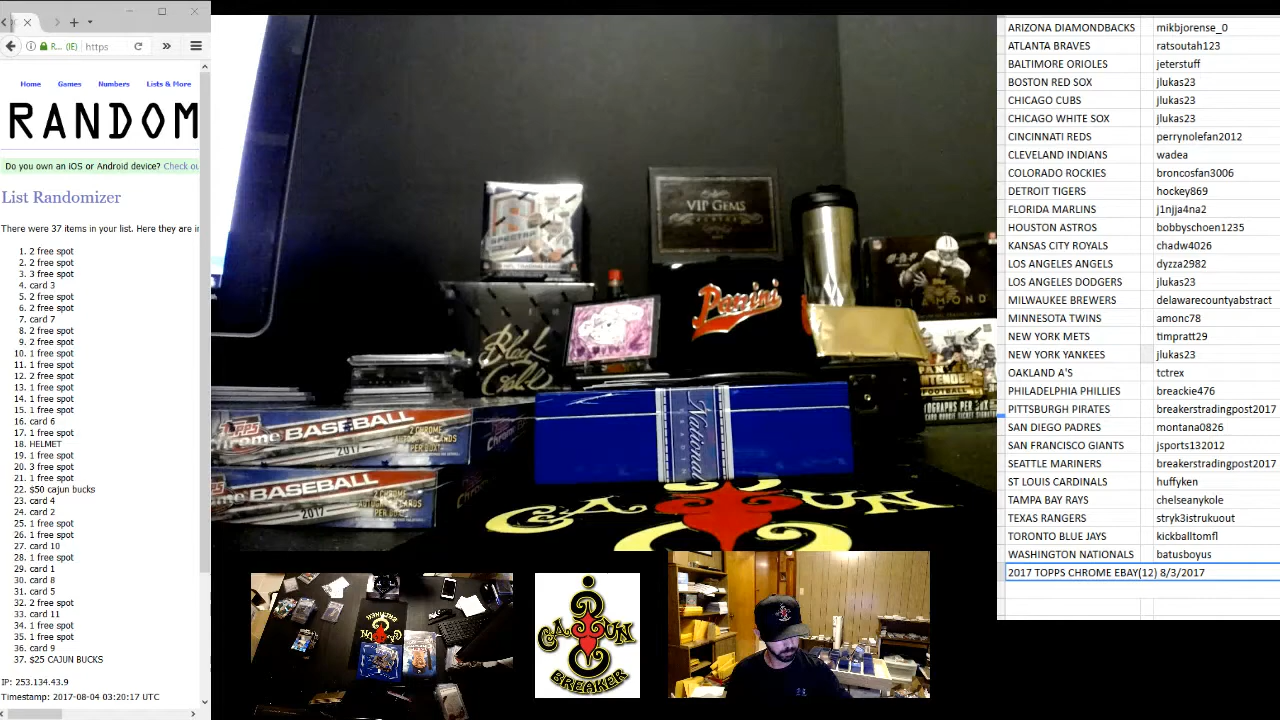 R... (IE) https
Home Games Numbers Lists & More
RANDOM
Do you own an iOS or Android device? Check ou
List Randomizer
There were 37 items in your list. Here they are i
1. 2 free spot
2. 2 free spot
3. 3 free spot
4. card 3
5. 2 free spot
6. 2 free spot
7. card 7
8. 2 free spot
9. 2 free spot
10. 1 free spot
11. 1 free spot
12. 2 free spot
13. 1 free spot
14. 1 free spot
15. 1 free spot
16. card 6
17. 1 free spot
18. HELMET
19. 1 free spot
20. 3 free spot
21. 1 free spot
22. $50 cajun bucks
23. card 4
24. card 2
25. 1 free spot
26. 1 free spot
27. card 10
28. 1 free spot
29. card 1
30. card 8
31. card 5
32. 2 free spot
33. card 11
34. 1 free spot
35. 1 free spot
36. card 9
37. $25 CAJUN BUCKS
IP: 253.134.43.9
Timestamp: 2017-08-04 03:20:17 UTC
SPECTRA
VIP GEMS
Panini
DIAMOND
Black Gold
FOOTBALL
BASEBALL
2017
2 CHROME
BASEBALL
2017
National
CAJUN
CAJUN
BREAKER
ARIZONA DIAMONDBACKS mikbjorense_0
ATLANTA BRAVES ratsoutah123
BALTIMORE ORIOLES jeterstuff
BOSTON RED SOX jlukas23
CHICAGO CUBS jlukas23
CHICAGO WHITE SOX jlukas23
CINCINNATI REDS perrynolefan2012
CLEVELAND INDIANS wadea
COLORADO ROCKIES broncosfan3006
DETROIT TIGERS hockey869
FLORIDA MARLINS j1njja4na2
HOUSTON ASTROS bobbyschoen1235
KANSAS CITY ROYALS chadw4026
LOS ANGELES ANGELS dyzza2982
LOS ANGELES DODGERS jlukas23
MILWAUKEE BREWERS delawarecountyabstract
MINNESOTA TWINS amonc78
NEW YORK METS timpratt29
NEW YORK YANKEES jlukas23
OAKLAND A'S tctrex
PHILADELPHIA PHILLIES breackie476
PITTSBURGH PIRATES breakerstradingpost2017
SAN DIEGO PADRES montana0826
SAN FRANCISCO GIANTS jsports132012
SEATTLE MARINERS breakerstradingpost2017
ST LOUIS CARDINALS huffyken
TAMPA BAY RAYS chelseanykole
TEXAS RANGERS stryk3istrukuout
TORONTO BLUE JAYS kickballtomfl
WASHINGTON NATIONALS batusboyus
2017 TOPPS CHROME EBAY(12) 8/3/2017